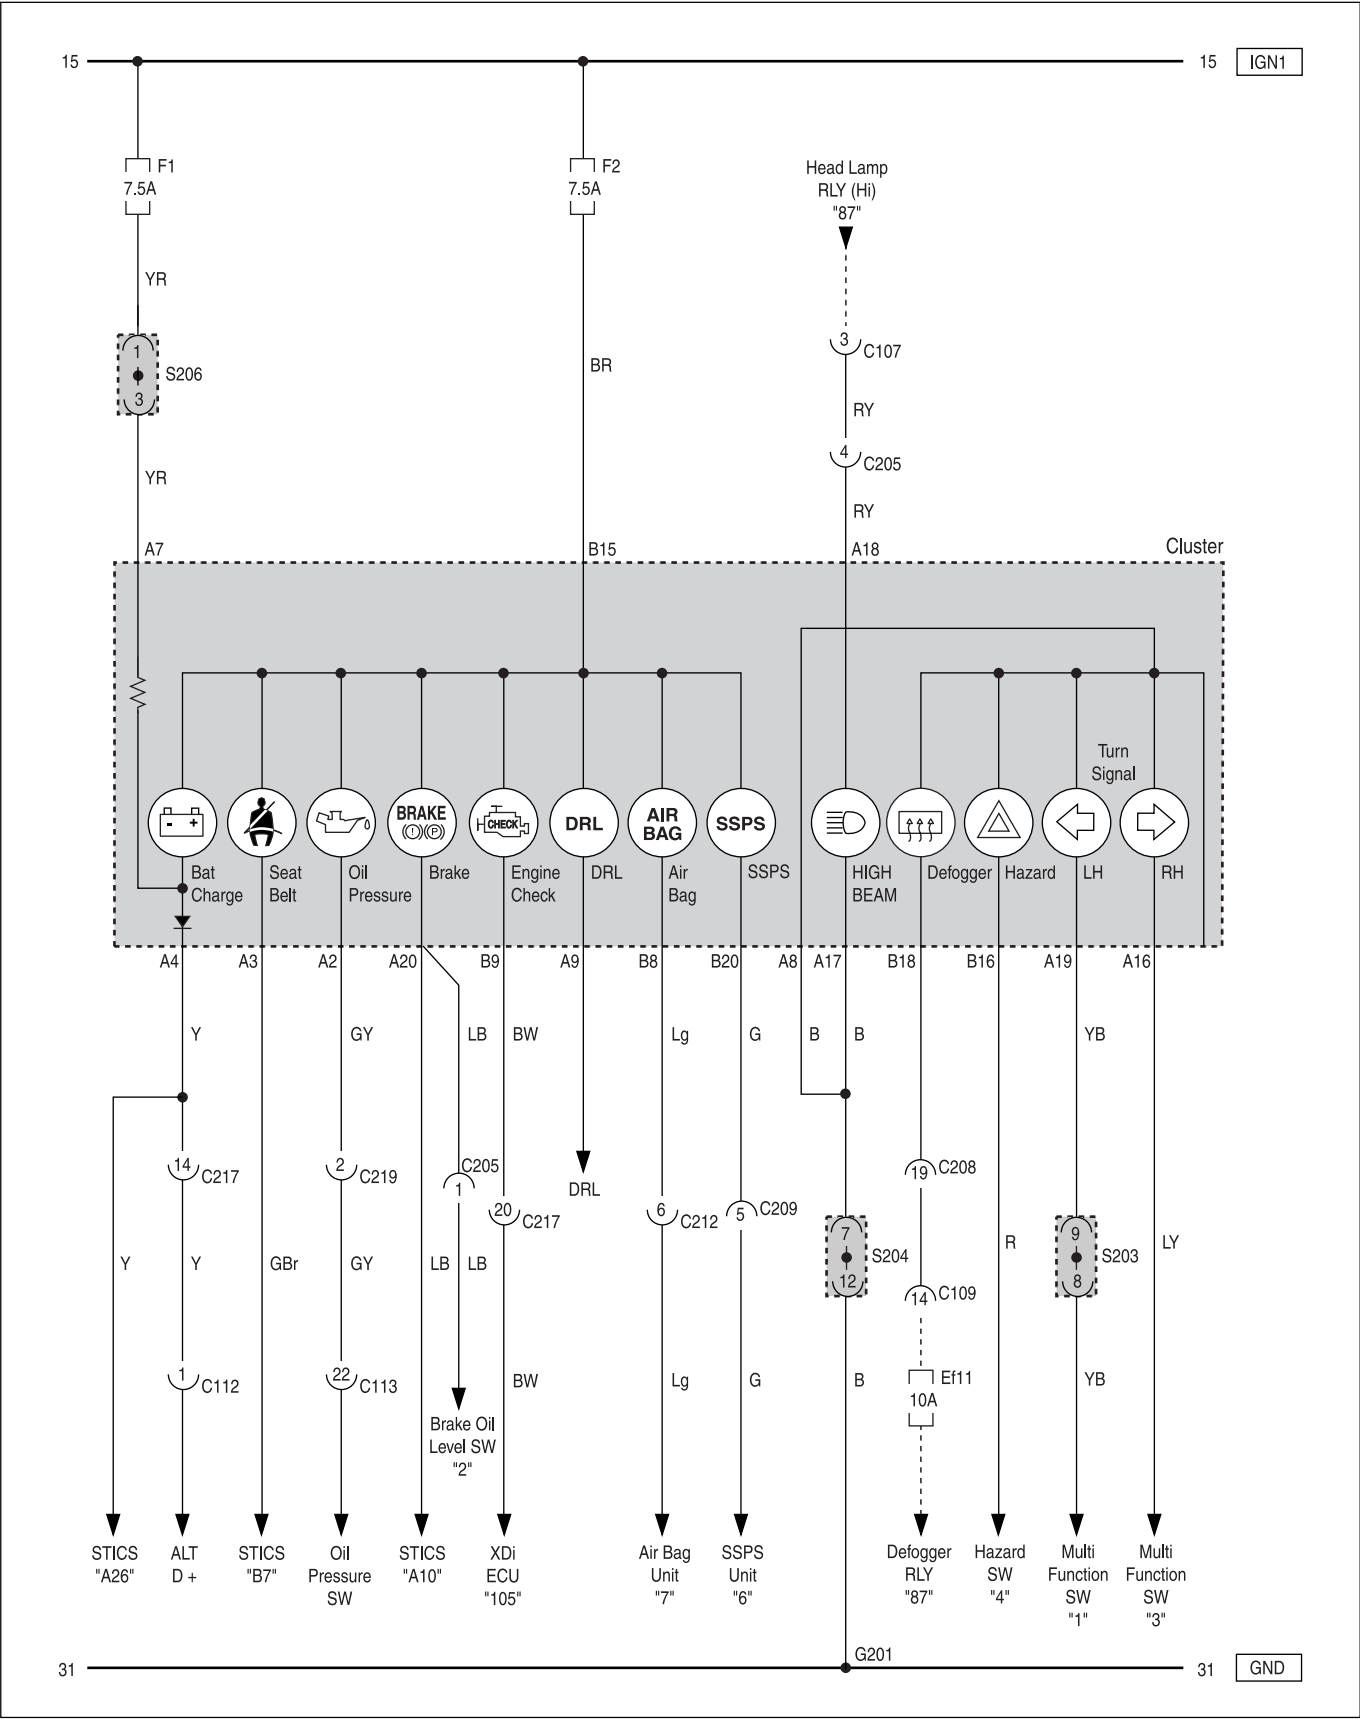 15
15
IGN1
F1
7.5A
F2
7.5A
Head Lamp
RLY (Hi)
"87"
YR
1
3
S206
BR
3
C107
RY
4
C205
YR
RY
A7
B15
A18
Cluster
Turn
Signal
- +
BRAKE
(!) (P)
CHECK
DRL
AIR
BAG
SSPS
Bat
Charge
Seat
Belt
Oil
Pressure
Brake
Engine
Check
DRL
Air
Bag
SSPS
HIGH
BEAM
Defogger
Hazard
LH
RH
A4
A3
A2
A20
B9
A9
B8
B20
A8
A17
B18
B16
A19
A16
Y
GY
LB
BW
Lg
G
B
B
YB
14
C217
2
C219
C205
1
20
C217
DRL
6
C212
5
C209
19
C208
7
12
S204
9
8
S203
Y
Y
GBr
GY
LB
LB
R
LY
14
C109
1
C112
22
C113
BW
Lg
G
B
Ef11
10A
YB
Brake Oil
Level SW
"2"
STICS
"A26"
ALT
D +
STICS
"B7"
Oil
Pressure
SW
STICS
"A10"
XDi
ECU
"105"
Air Bag
Unit
"7"
SSPS
Unit
"6"
Defogger
RLY
"87"
Hazard
SW
"4"
Multi
Function
SW
"1"
Multi
Function
SW
"3"
G201
31
31
GND